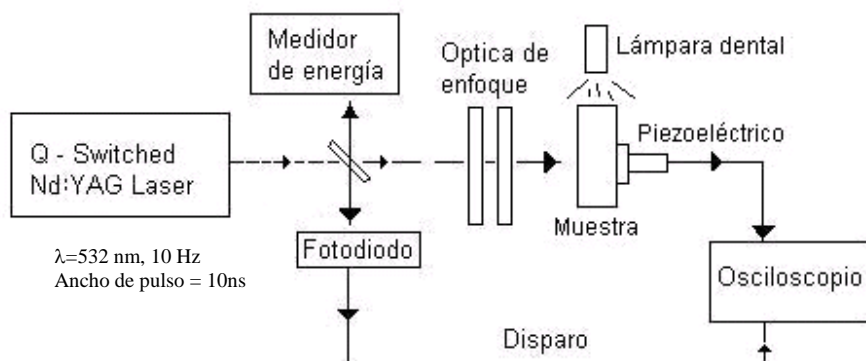 Medidor
de energía
Optica de
enfoque
Lámpara dental
Q - Switched
Nd:YAG Laser
Piezoeléctrico
Muestra
Fotodiodo
λ=532 nm, 10 Hz
Ancho de pulso = 10ns
Osciloscopio
Disparo